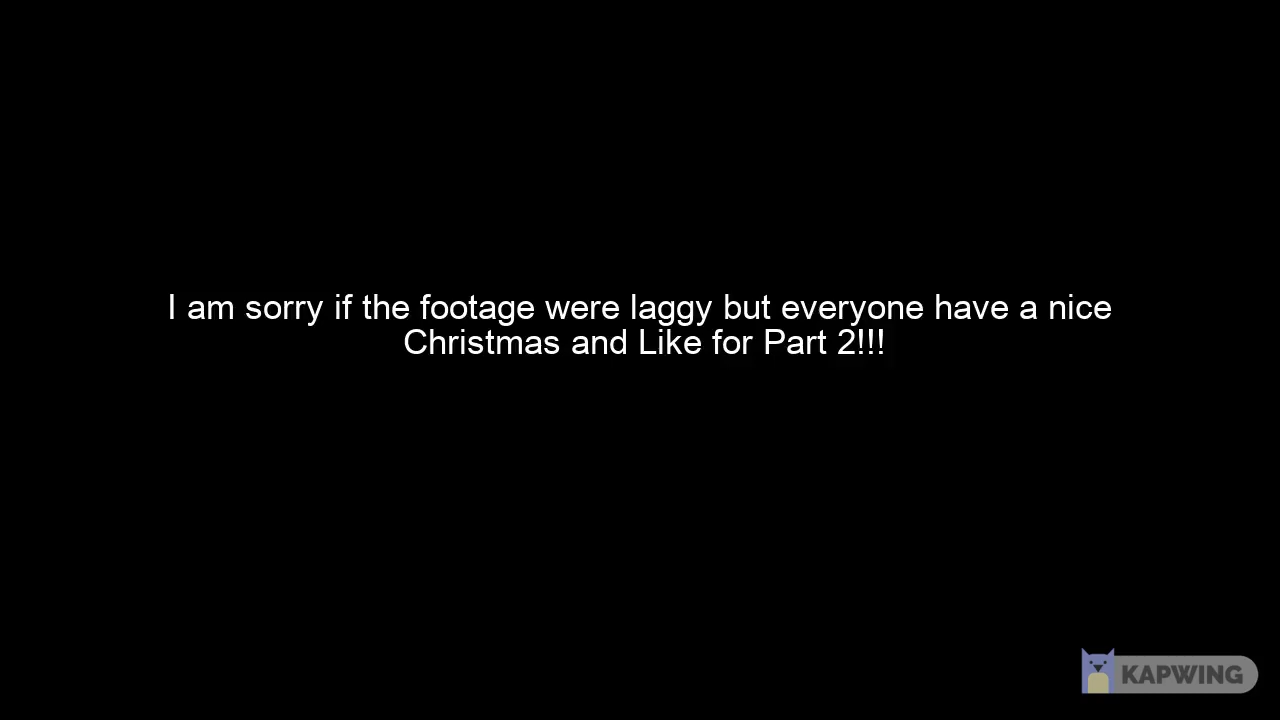 I am sorry if the footage were laggy but everyone have a nice
Christmas and Like for Part 2!!!
KAPWING